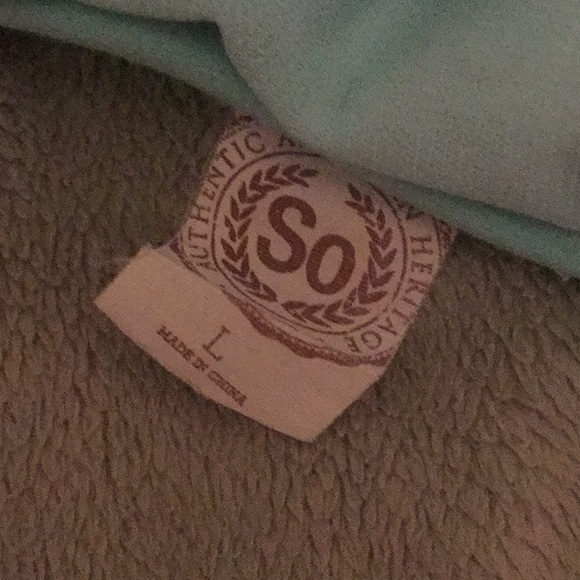 AUTHENTIC
HERITAGE
So
L
MADE IN CHINA